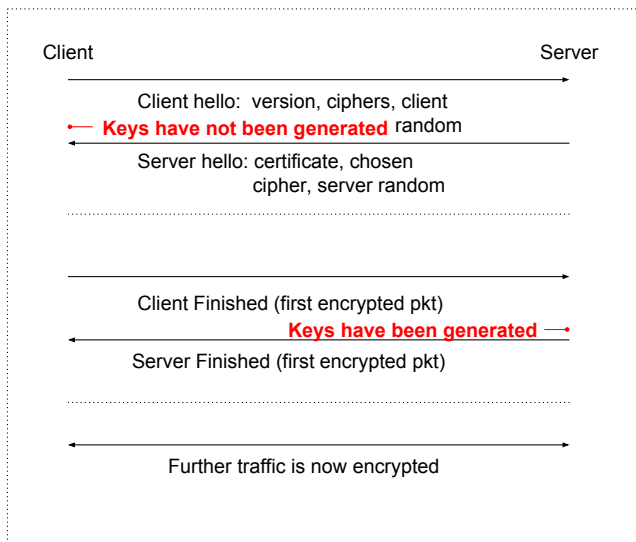 Client Server
Client hello: version, ciphers, client
Keys have not been generated random
Server hello: certificate, chosen
cipher, server random
Client Finished (first encrypted pkt)
Keys have been generated
Server Finished (first encrypted pkt)
Further traffic is now encrypted